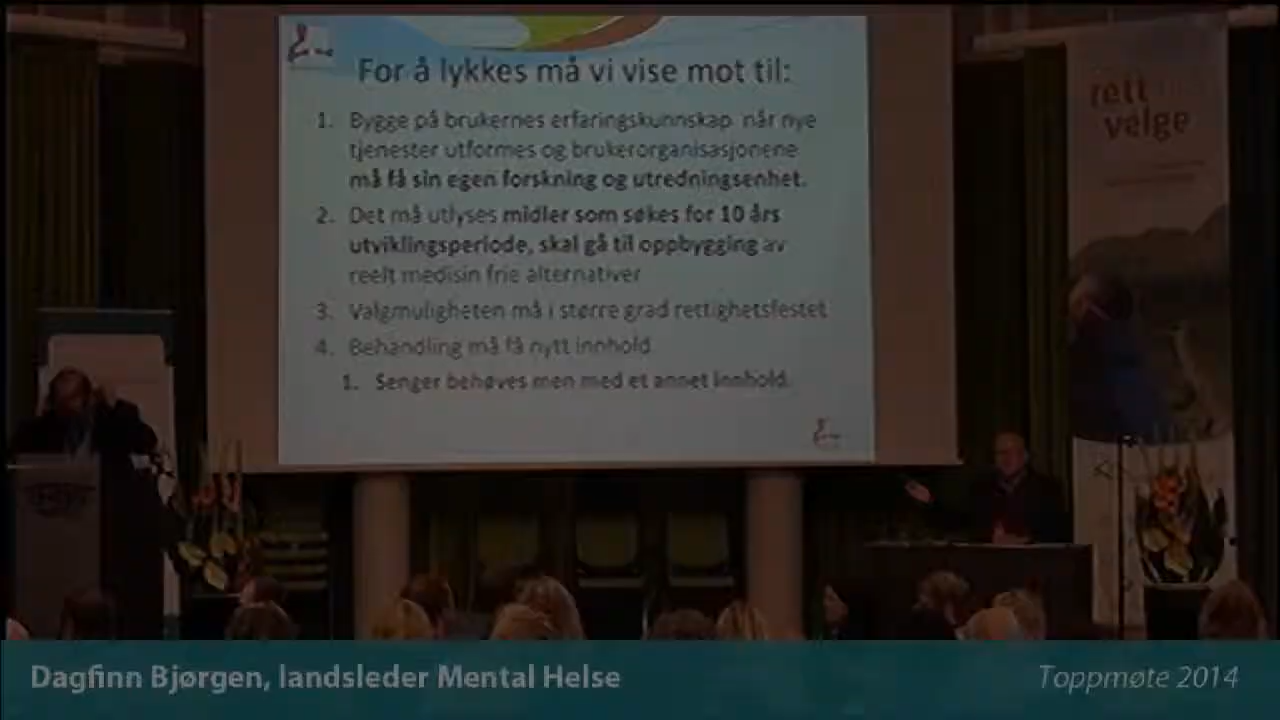 For å lykkes må vi vise mot til:
1. Bygge på brukernes erfaringskunnskap når nye
tjenester utformes og brukerorganisasjonene
må få sin egen forskning og utredningsenhet.
2. Det må utlyses midler som søkes for 10 års
utviklingsperiode, skal gå til oppbygging av
reelt medisin frie alternativer
3. Valgmuligheten må i større grad rettighetsfestet
4. Behandling må få nytt innhold
1. Senger behøves men med et annet innhold.
rett
velge
Dagfinn Bjørgen, landsleder Mental Helse
Toppmøte 2014